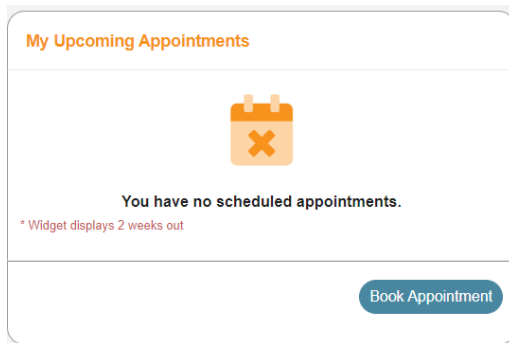 My Upcoming Appointments
You have no scheduled appointments.
* Widget displays 2 weeks out
Book Appointment